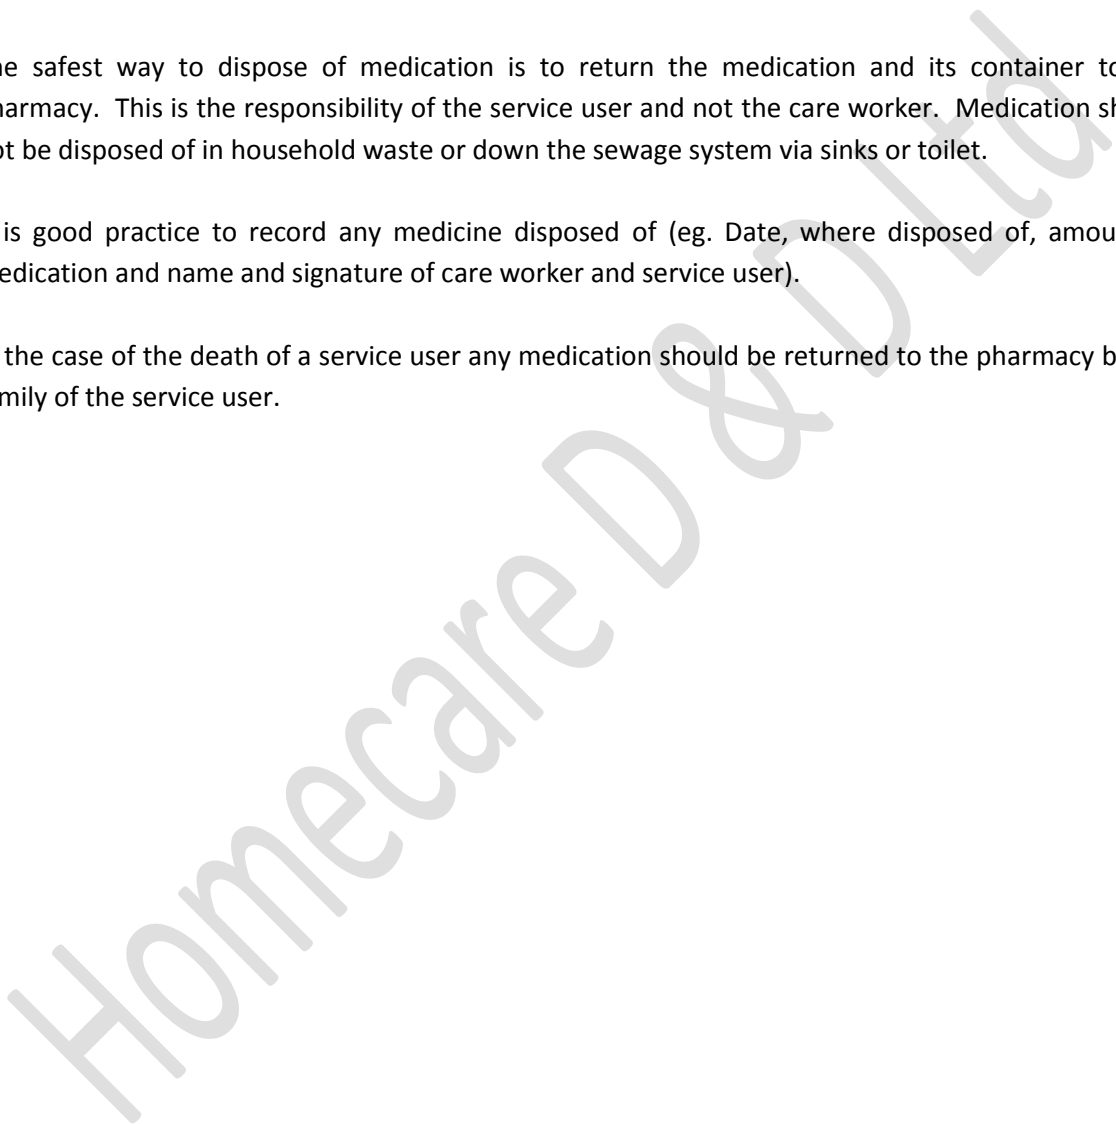 he safest way to dispose of medication is to return the medication and its container to
harmacy. This is the responsibility of the service user and not the care worker. Medication sh
ot be disposed of in household waste or down the sewage system via sinks or toilet.
is good practice to record any medicine disposed of (eg. Date, where disposed of, amou
edication and name and signature of care worker and service user).
the case of the death of a service user any medication should be returned to the pharmacy b
mily of the service user.
Homecare D & D Ltd